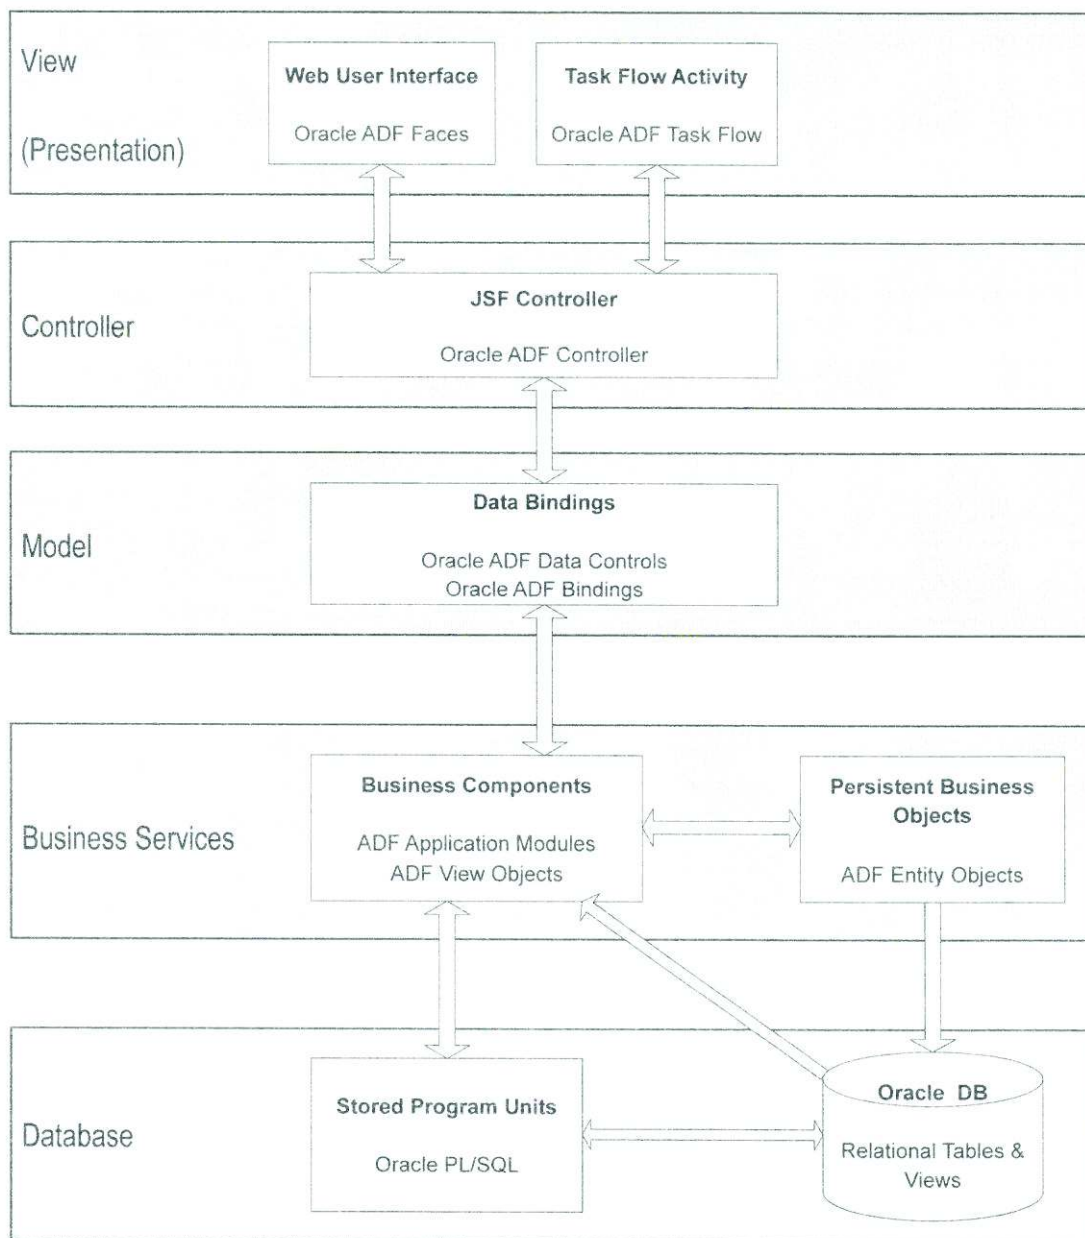 View
(Presentation)
Web User Interface
Oracle ADF Faces
Task Flow Activity
Oracle ADF Task Flow
Controller
JSF Controller
Oracle ADF Controller
Model
Data Bindings
Oracle ADF Data Controls
Oracle ADF Bindings
Business Services
Business Components
ADF Application Modules
ADF View Objects
Persistent Business
Objects
ADF Entity Objects
Database
Stored Program Units
Oracle PL/SQL
Oracle DB
Relational Tables &
Views